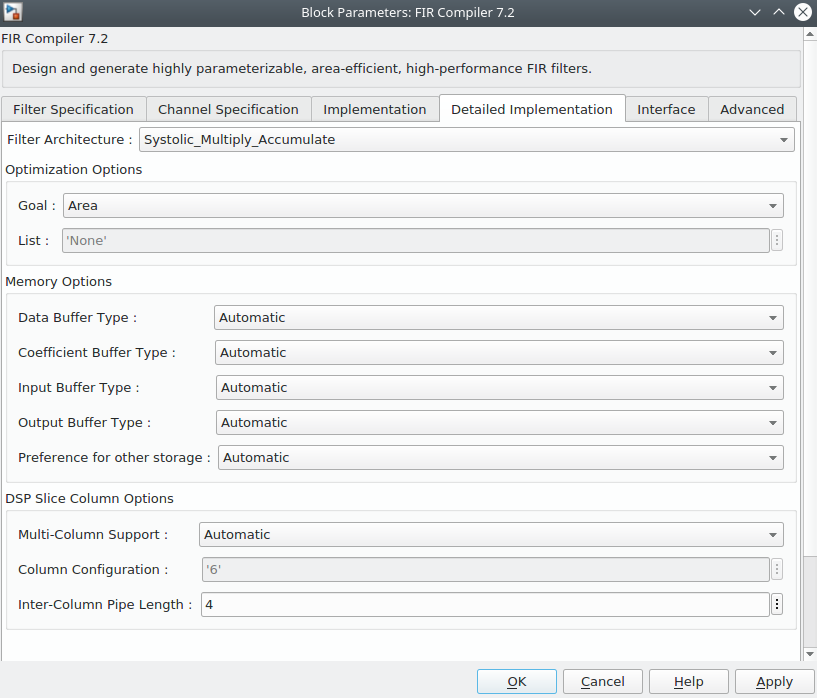 Block Parameters: FIR Compiler 7.2
FIR Compiler 7.2
Design and generate highly parameterizable, area-efficient, high-performance FIR filters.
Filter Specification Channel Specification Implementation Detailed Implementation Interface Advanced
Filter Architecture : Systolic_Multiply_Accumulate
Optimization Options
Goal : Area
List : 'None'
Memory Options
Data Buffer Type : Automatic
Coefficient Buffer Type : Automatic
Input Buffer Type : Automatic
Output Buffer Type : Automatic
Preference for other storage : Automatic
DSP Slice Column Options
Multi-Column Support : Automatic
Column Configuration : '6'
Inter-Column Pipe Length : 4
OK Cancel Help Apply